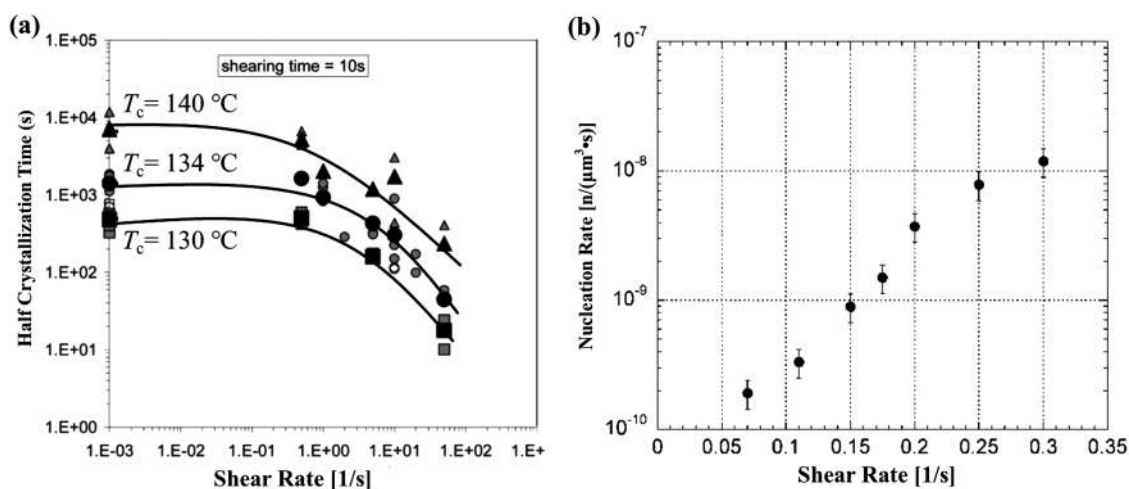 (a)
1.E+05
1.E+04
1.E+03
1.E+02
1.E+01
1.E+00
Half Crystallization Time (s)
shearing time = 10s
Tc= 140 °C
Tc= 134 °C
Tc= 130 °C
1.E-03 1.E-02 1.E-01 1.E+00 1.E+01 1.E+02 1.E+
Shear Rate [1/s]
(b)
10-7
10-8
10-9
10-10
Nucleation Rate [n/(μm³•s)]
0 0.05 0.1 0.15 0.2 0.25 0.3 0.35
Shear Rate [1/s]